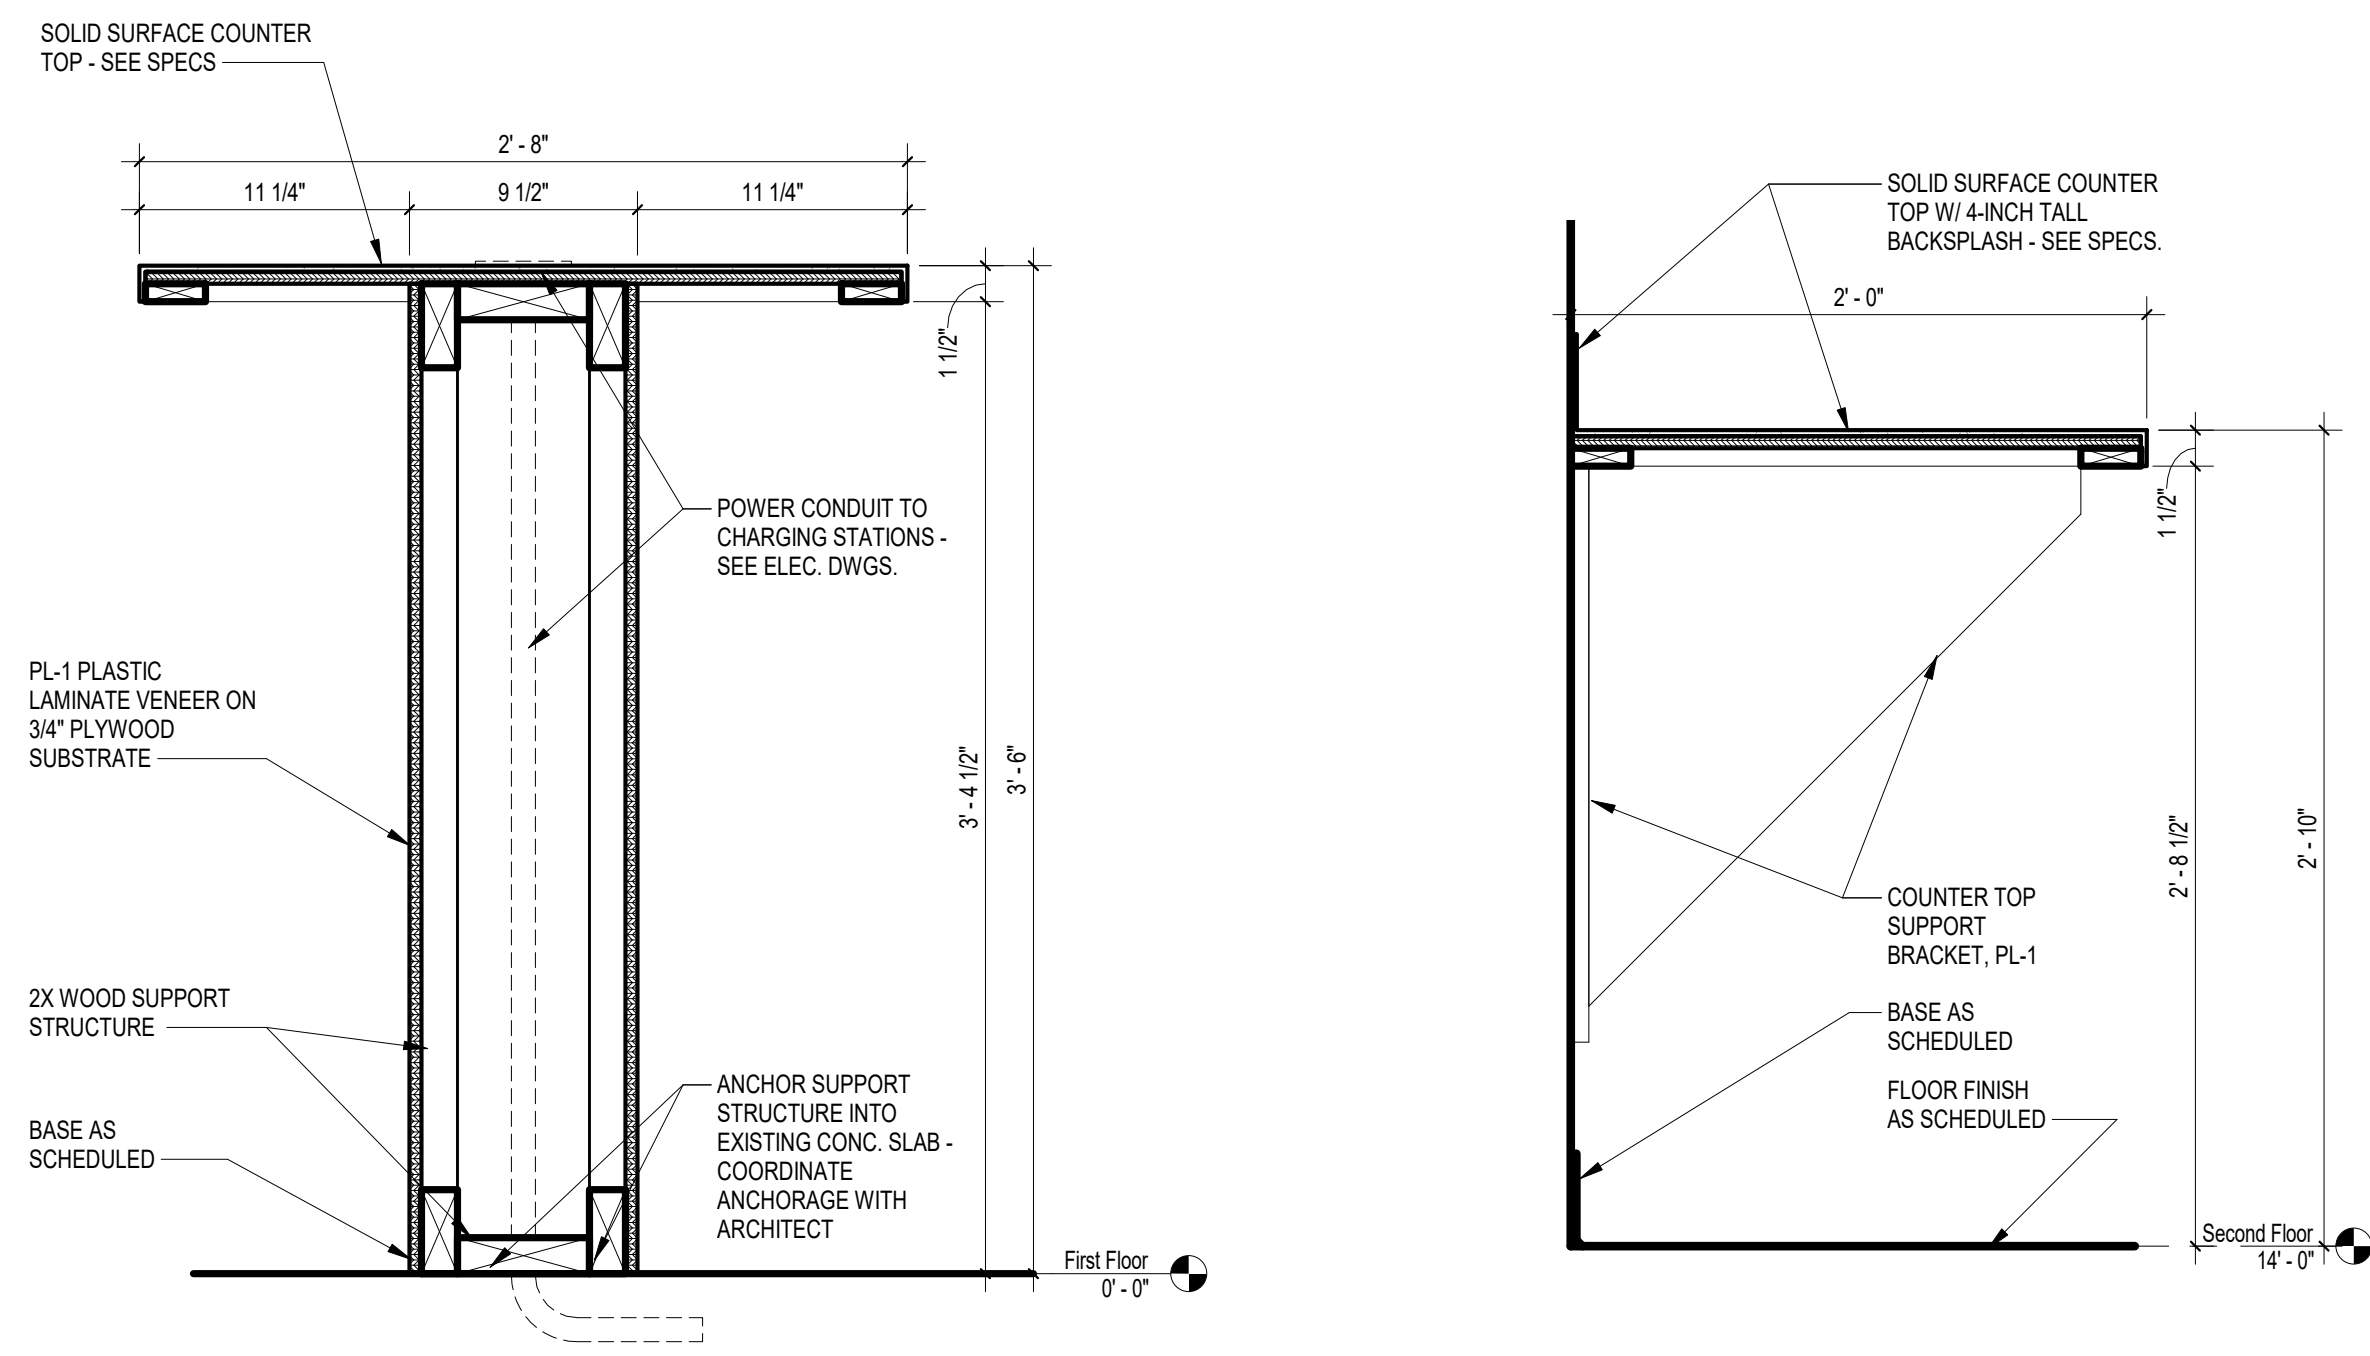 SOLID SURFACE COUNTER
TOP - SEE SPECS
2' - 8"
11 1/4"
9 1/2"
11 1/4"
1 1/2"
POWER CONDUIT TO
CHARGING STATIONS -
SEE ELEC. DWGS.
PL-1 PLASTIC
LAMINATE VENEER ON
3/4" PLYWOOD
SUBSTRATE
3' - 4 1/2"
3' - 6"
2X WOOD SUPPORT
STRUCTURE
BASE AS
SCHEDULED
ANCHOR SUPPORT
STRUCTURE INTO
EXISTING CONC. SLAB -
COORDINATE
ANCHORAGE WITH
ARCHITECT
First Floor
0' - 0"
SOLID SURFACE COUNTER
TOP W/ 4-INCH TALL
BACKSPLASH - SEE SPECS.
2' - 0"
1 1/2"
2' - 8 1/2"
2' - 10"
COUNTER TOP
SUPPORT
BRACKET, PL-1
BASE AS
SCHEDULED
FLOOR FINISH
AS SCHEDULED
Second Floor
14' - 0"